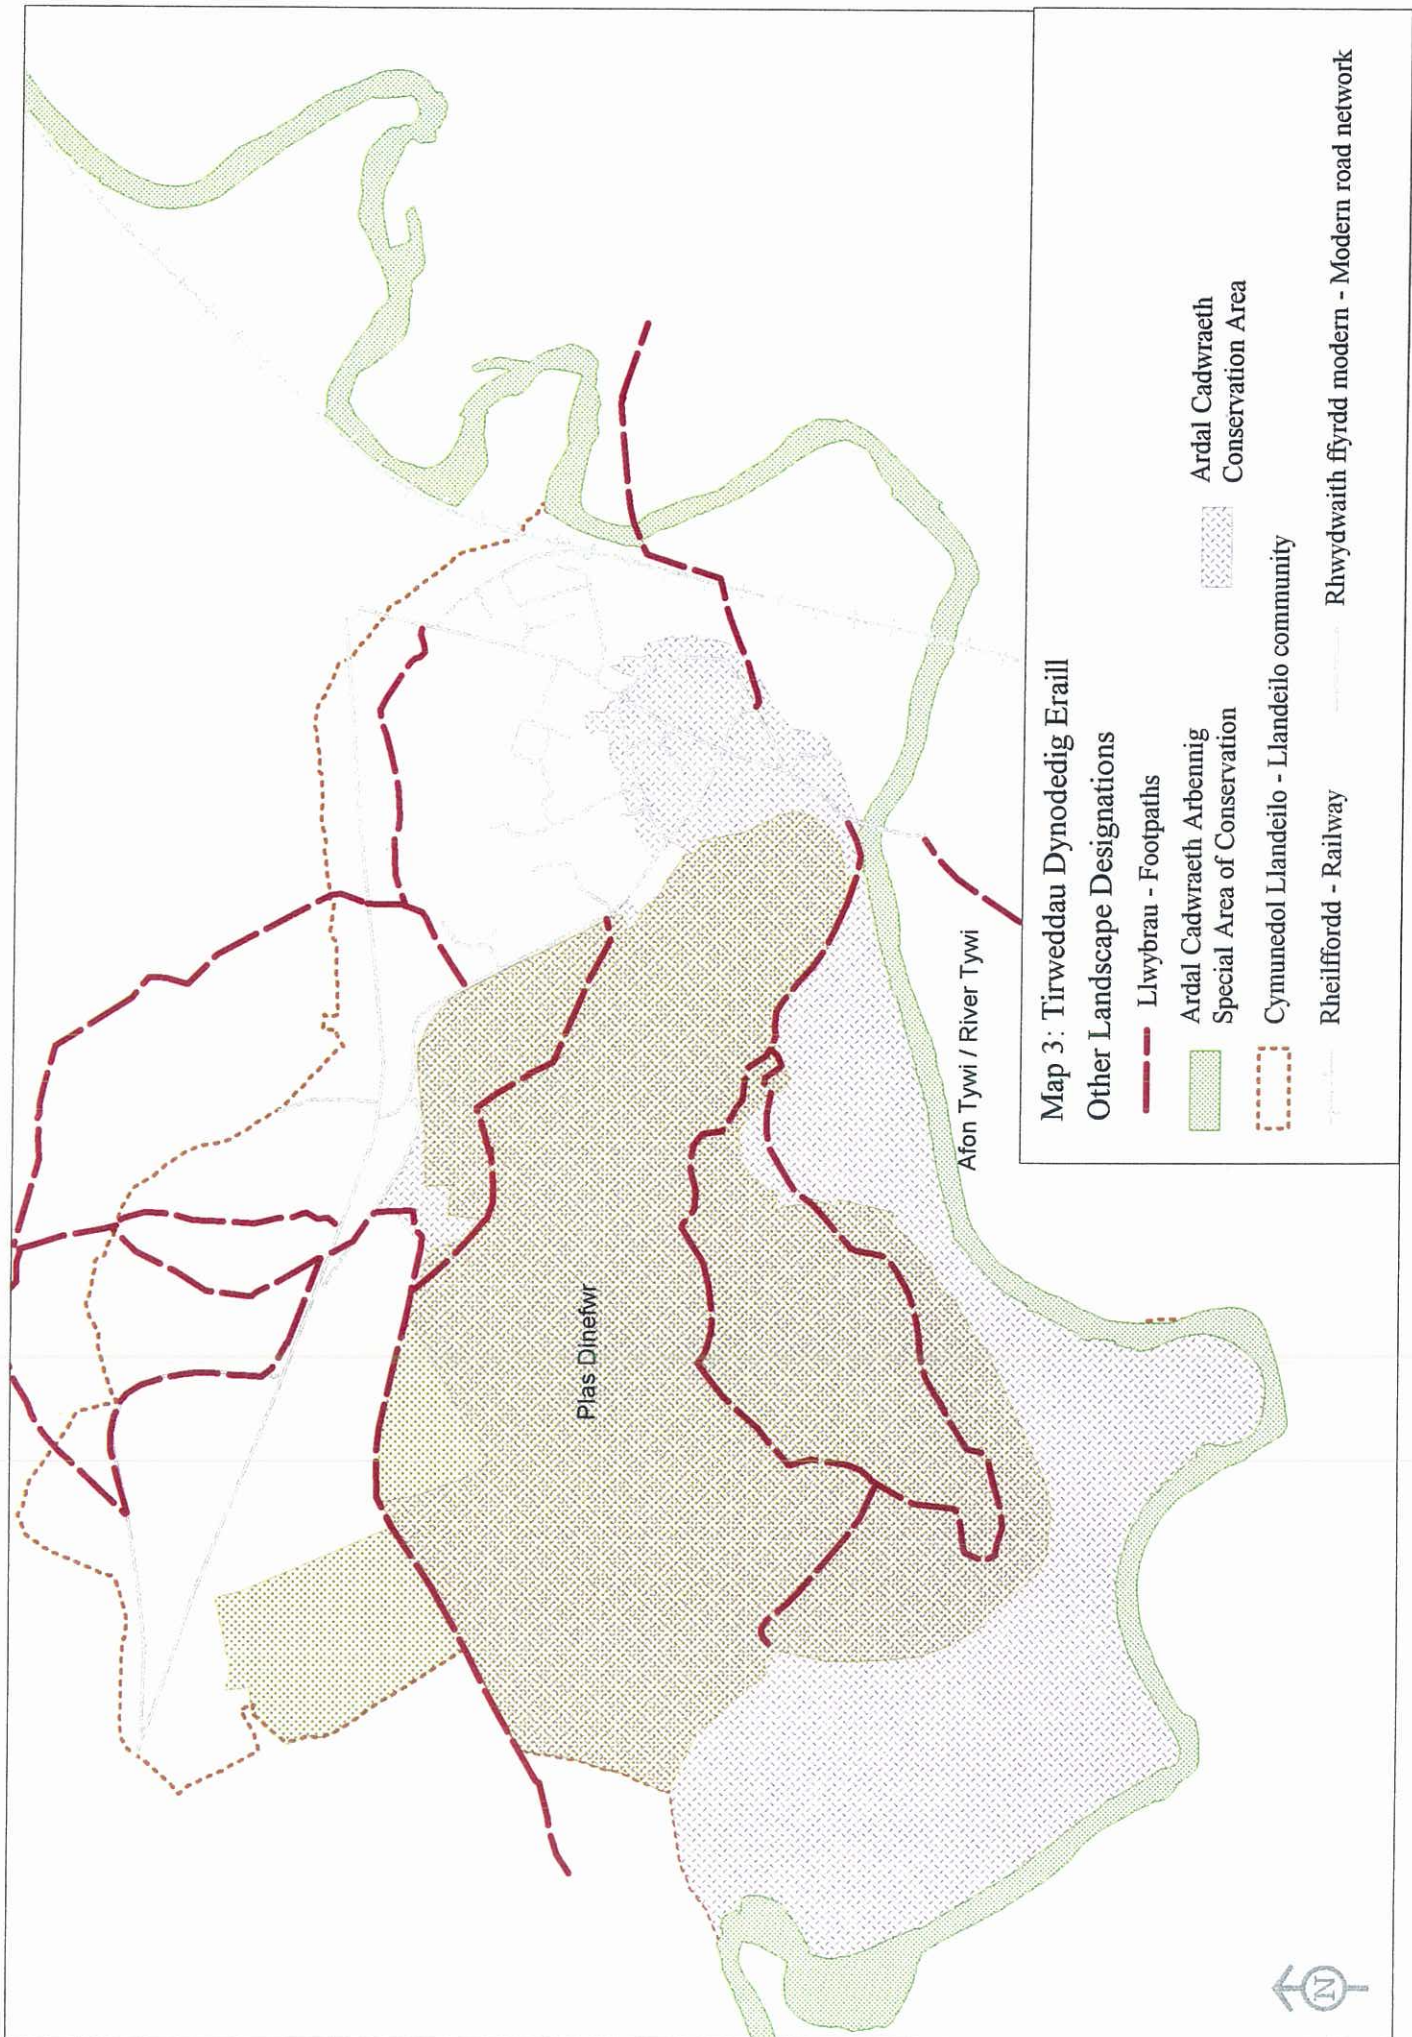 Plas Dinefwr
Afon Tywi / River Tywi
Map 3: Tirweddau Dynodedig Eraill
Other Landscape Designations
Llwybrau - Footpaths
Ardal Cadwraeth Arbennig
Special Area of Conservation
Ardal Cadwraeth
Conservation Area
Cymunedol Llandeilo - Llandeilo community
Rheilffordd - Railway
Rhwydwaith ffyrdd modern - Modern road network
N